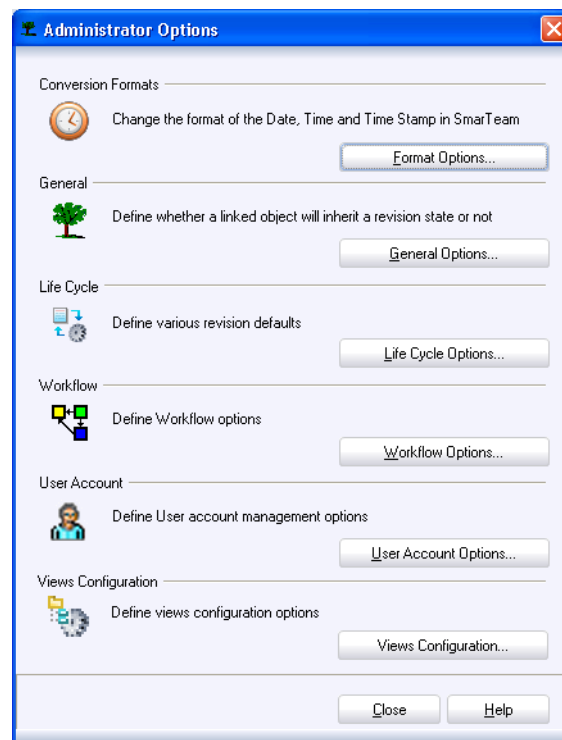 Administrator Options
Conversion Formats
Change the format of the Date, Time and Time Stamp in SmarTeam
Format Options...
General
Define whether a linked object will inherit a revision state or not
General Options...
Life Cycle
Define various revision defaults
Life Cycle Options...
Workflow
Define Workflow options
Workflow Options...
User Account
Define User account management options
User Account Options...
Views Configuration
Define views configuration options
Views Configuration...
Close Help